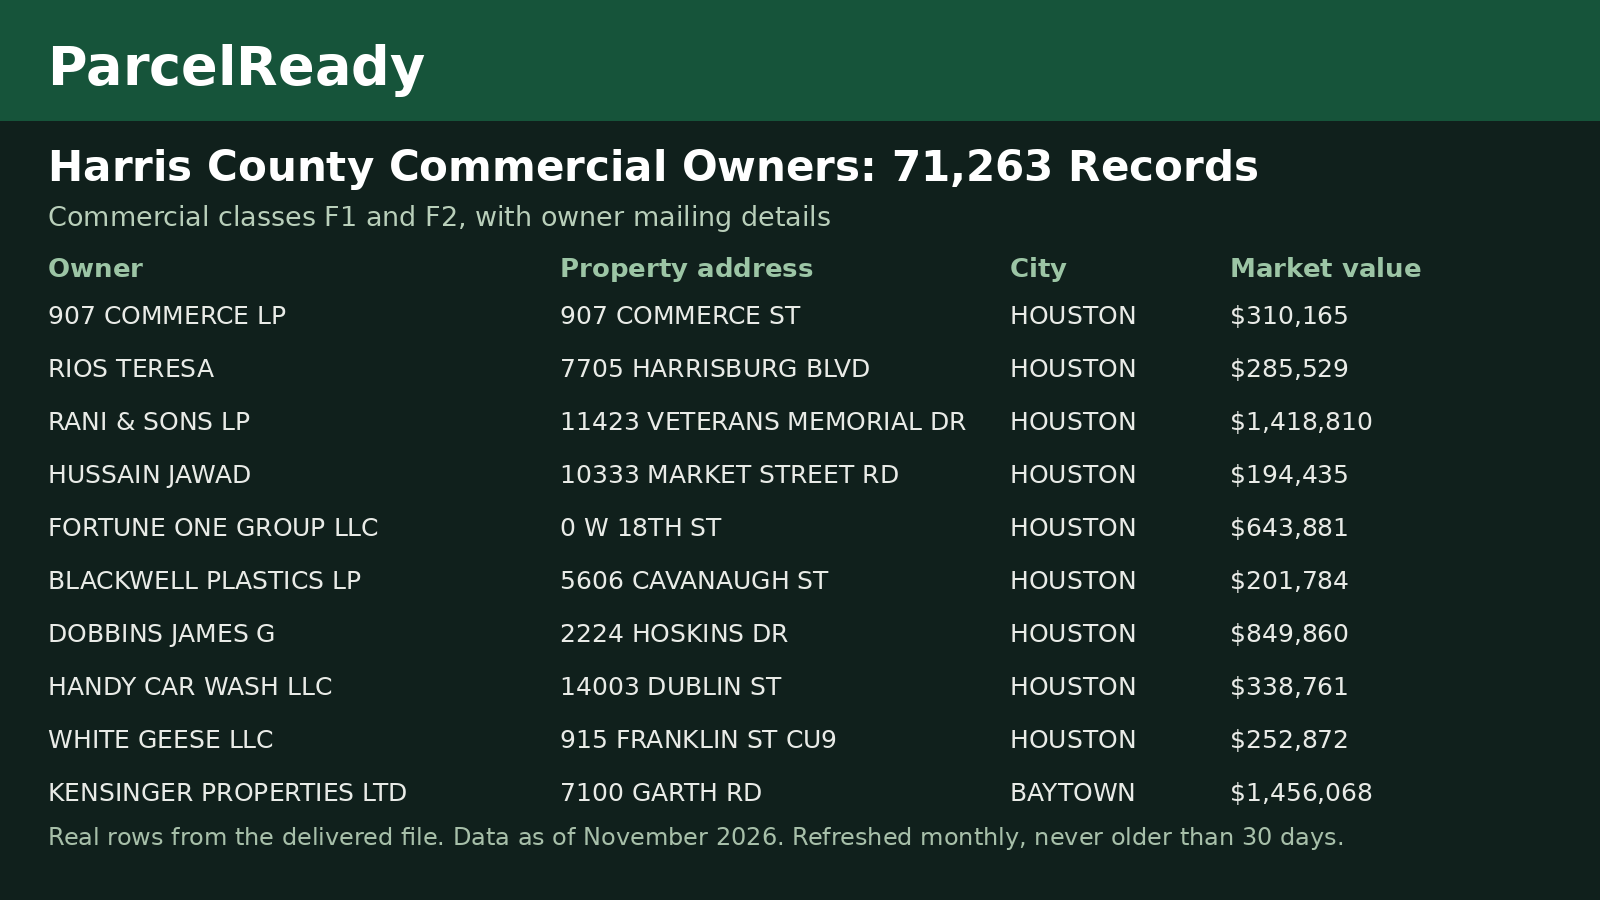 ParcelReady
Harris County Commercial Owners: 71,263 Records
Commercial classes F1 and F2, with owner mailing details
Owner Property address City Market value
907 COMMERCE LP 907 COMMERCE ST HOUSTON $310,165
RIOS TERESA 7705 HARRISBURG BLVD HOUSTON $285,529
RANI & SONS LP 11423 VETERANS MEMORIAL DR HOUSTON $1,418,810
HUSSAIN JAWAD 10333 MARKET STREET RD HOUSTON $194,435
FORTUNE ONE GROUP LLC 0 W 18TH ST HOUSTON $643,881
BLACKWELL PLASTICS LP 5606 CAVANAUGH ST HOUSTON $201,784
DOBBINS JAMES G 2224 HOSKINS DR HOUSTON $849,860
HANDY CAR WASH LLC 14003 DUBLIN ST HOUSTON $338,761
WHITE GEESE LLC 915 FRANKLIN ST CU9 HOUSTON $252,872
KENSINGER PROPERTIES LTD 7100 GARTH RD BAYTOWN $1,456,068
Real rows from the delivered file. Data as of November 2026. Refreshed monthly, never older than 30 days.